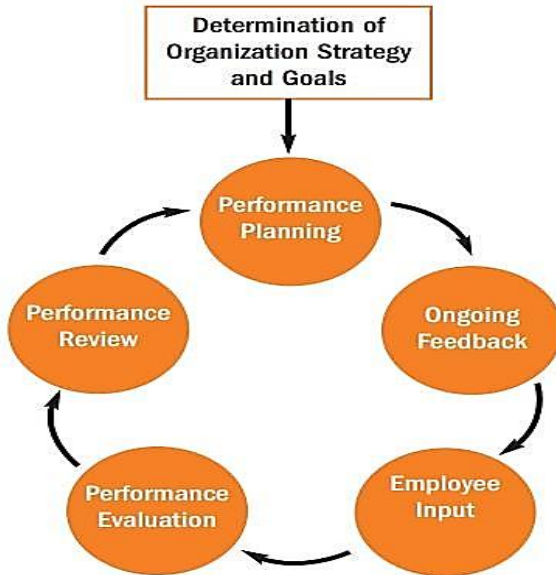 Determination of
Organization Strategy
and Goals
Performance
Planning
Ongoing
Feedback
Employee
Input
Performance
Evaluation
Performance
Review